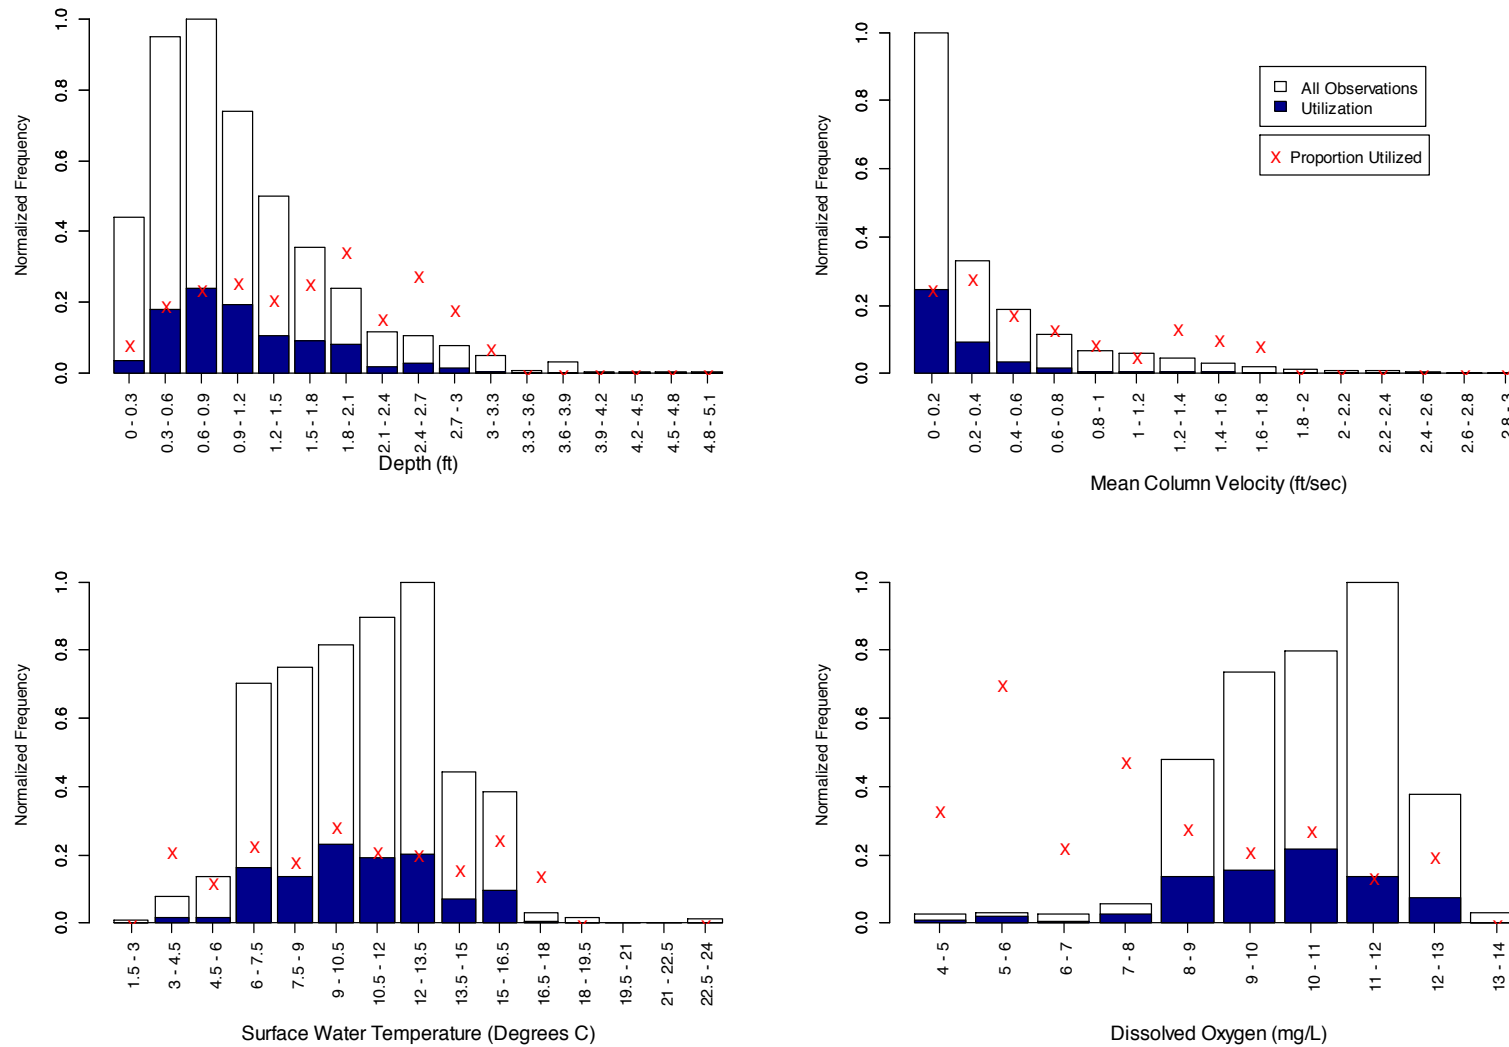 Normalized Frequency
0.0
0.2
0.4
0.6
0.8
1.0
0 - 0.3
0.3 - 0.6
0.6 - 0.9
0.9 - 1.2
1.2 - 1.5
1.5 - 1.8
1.8 - 2.1
2.1 - 2.4
2.4 - 2.7
2.7 - 3
3 - 3.3
3.3 - 3.6
3.6 - 3.9
3.9 - 4.2
4.2 - 4.5
4.5 - 4.8
4.8 - 5.1
Depth (ft)
Normalized Frequency
0.0
0.2
0.4
0.6
0.8
1.0
All Observations
Utilization
X Proportion Utilized
0 - 0.2
0.2 - 0.4
0.4 - 0.6
0.6 - 0.8
0.8 - 1
1 - 1.2
1.2 - 1.4
1.4 - 1.6
1.6 - 1.8
1.8 - 2
2 - 2.2
2.2 - 2.4
2.4 - 2.6
2.6 - 2.8
2.8 - 3
Mean Column Velocity (ft/sec)
Normalized Frequency
0.0
0.2
0.4
0.6
0.8
1.0
1.5 - 3
3 - 4.5
4.5 - 6
6 - 7.5
7.5 - 9
9 - 10.5
10.5 - 12
12 - 13.5
13.5 - 15
15 - 16.5
16.5 - 18
18 - 19.5
19.5 - 21
21 - 22.5
22.5 - 24
Surface Water Temperature (Degrees C)
Normalized Frequency
0.0
0.2
0.4
0.6
0.8
1.0
4 - 5
5 - 6
6 - 7
7 - 8
8 - 9
9 - 10
10 - 11
11 - 12
12 - 13
13 - 14
Dissolved Oxygen (mg/L)